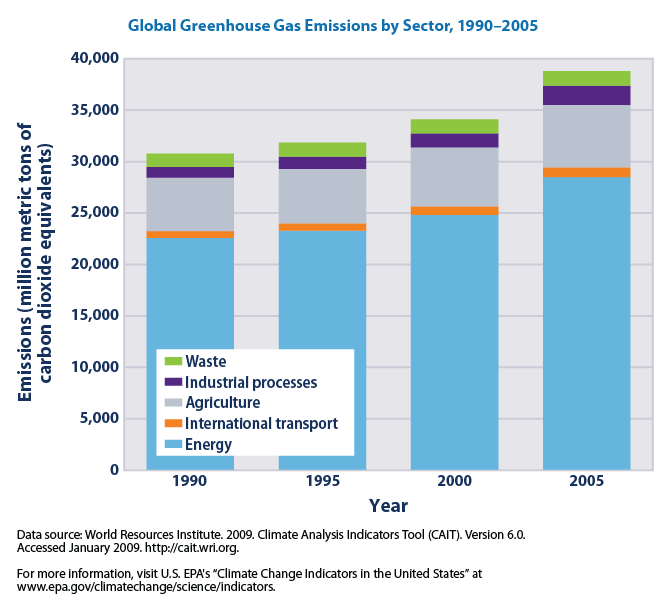 Global Greenhouse Gas Emissions by Sector, 1990–2005
40,000
35,000
30,000
25,000
20,000
15,000
10,000
5,000
0
Emissions (million metric tons of
carbon dioxide equivalents)
Waste
Industrial processes
Agriculture
International transport
Energy
1990
1995
2000
2005
Year
Data source: World Resources Institute. 2009. Climate Analysis Indicators Tool (CAIT). Version 6.0.
Accessed January 2009. http://cait.wri.org.
For more information, visit U.S. EPA's “Climate Change Indicators in the United States” at
www.epa.gov/climatechange/science/indicators.